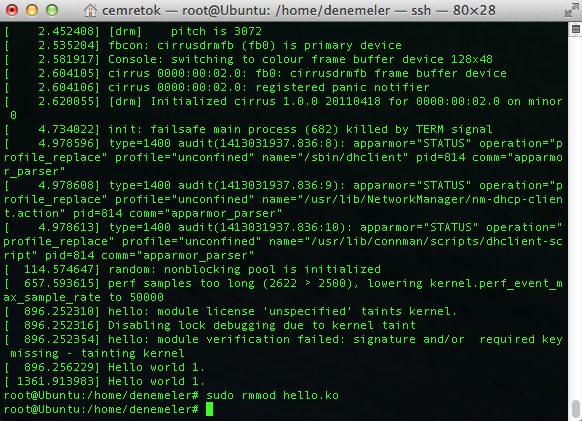 cemretok — root@Ubuntu: /home/denemeler — ssh — 80×28
[    2.452408] [drm]    pitch is 3072
[    2.535204] fbcon: cirrusdrmfb (fb0) is primary device
[    2.581917] Console: switching to colour frame buffer device 128x48
[    2.604105] cirrus 0000:00:02.0: fb0: cirrusdrmfb frame buffer device
[    2.604106] cirrus 0000:00:02.0: registered panic notifier
[    2.620055] [drm] Initialized cirrus 1.0.0 20110418 for 0000:00:02.0 on minor
 0
[    4.734022] init: failsafe main process (682) killed by TERM signal
[    4.978596] type=1400 audit(1413031937.836:8): apparmor="STATUS" operation="p
rofile_replace" profile="unconfined" name="/sbin/dhclient" pid=814 comm="apparmo
r_parser"
[    4.978608] type=1400 audit(1413031937.836:9): apparmor="STATUS" operation="p
rofile_replace" profile="unconfined" name="/usr/lib/NetworkManager/nm-dhcp-clien
t.action" pid=814 comm="apparmor_parser"
[    4.978613] type=1400 audit(1413031937.836:10): apparmor="STATUS" operation="
profile_replace" profile="unconfined" name="/usr/lib/connman/scripts/dhclient-sc
ript" pid=814 comm="apparmor_parser"
[  114.574647] random: nonblocking pool is initialized
[  657.593615] perf samples too long (2622 > 2500), lowering kernel.perf_event_m
ax_sample_rate to 50000
[  896.252310] hello: module license 'unspecified' taints kernel.
[  896.252316] Disabling lock debugging due to kernel taint
[  896.252354] hello: module verification failed: signature and/or  required key
 missing - tainting kernel
[  896.256229] Hello world 1.
[ 1361.913983] Hello world 1.
root@Ubuntu:/home/denemeler# sudo rmmod hello.ko
root@Ubuntu:/home/denemeler#